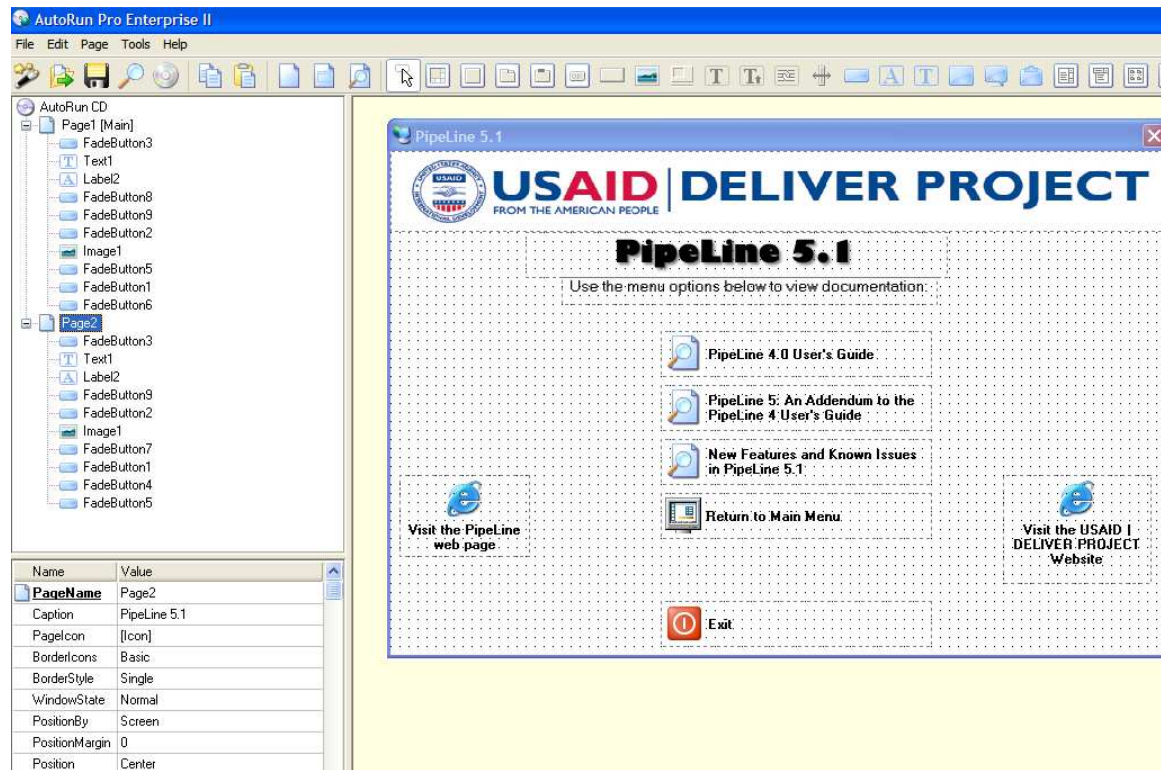 AutoRun Pro Enterprise II
File Edit Page Tools Help
AutoRun CD
Page1 [Main]
FadeButton3
Text1
Label2
FadeButton8
FadeButton9
FadeButton2
Image1
FadeButton5
FadeButton1
FadeButton6
Page2
FadeButton3
Text1
Label2
FadeButton9
FadeButton2
Image1
FadeButton7
FadeButton1
FadeButton4
FadeButton5
Name Value
PageName Page2
Caption PipeLine 5.1
PageIcon [Icon]
BorderIcons Basic
BorderStyle Single
WindowState Normal
PositionBy Screen
PositionMargin 0
Position Center
PipeLine 5.1
USAID
USAID DELIVER PROJECT
FROM THE AMERICAN PEOPLE
PipeLine 5.1
Use the menu options below to view documentation:
PipeLine 4.0 User's Guide
PipeLine 5: An Addendum to the
PipeLine 4 User's Guide
New Features and Known Issues
in PipeLine 5.1
Return to Main Menu
Visit the PipeLine
web page
Visit the USAID |
DELIVER PROJECT
Website
Exit